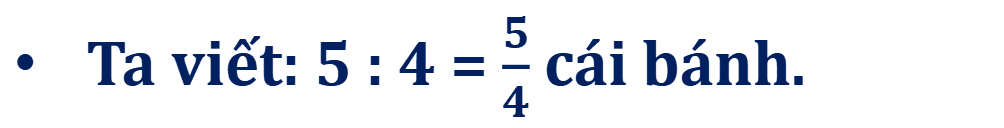 • Ta viết: 5 : 4 = 5/4 cái bánh.